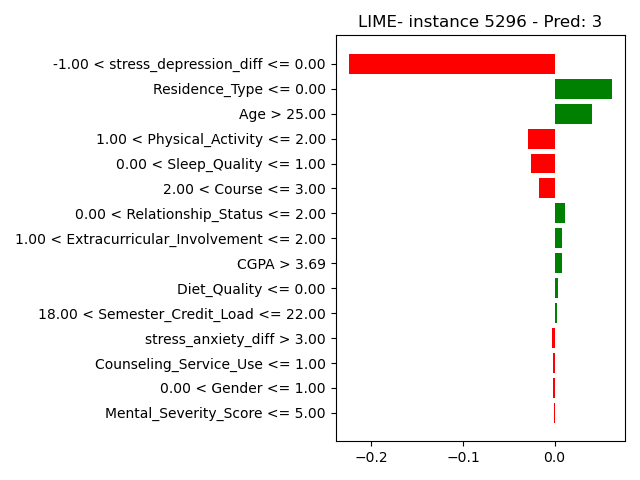 LIME- instance 5296 - Pred: 3
-1.00 < stress_depression_diff <= 0.00
Residence_Type <= 0.00
Age > 25.00
1.00 < Physical_Activity <= 2.00
0.00 < Sleep_Quality <= 1.00
2.00 < Course <= 3.00
0.00 < Relationship_Status <= 2.00
1.00 < Extracurricular_Involvement <= 2.00
CGPA > 3.69
Diet_Quality <= 0.00
18.00 < Semester_Credit_Load <= 22.00
stress_anxiety_diff > 3.00
Counseling_Service_Use <= 1.00
0.00 < Gender <= 1.00
Mental_Severity_Score <= 5.00
−0.2 −0.1 0.0